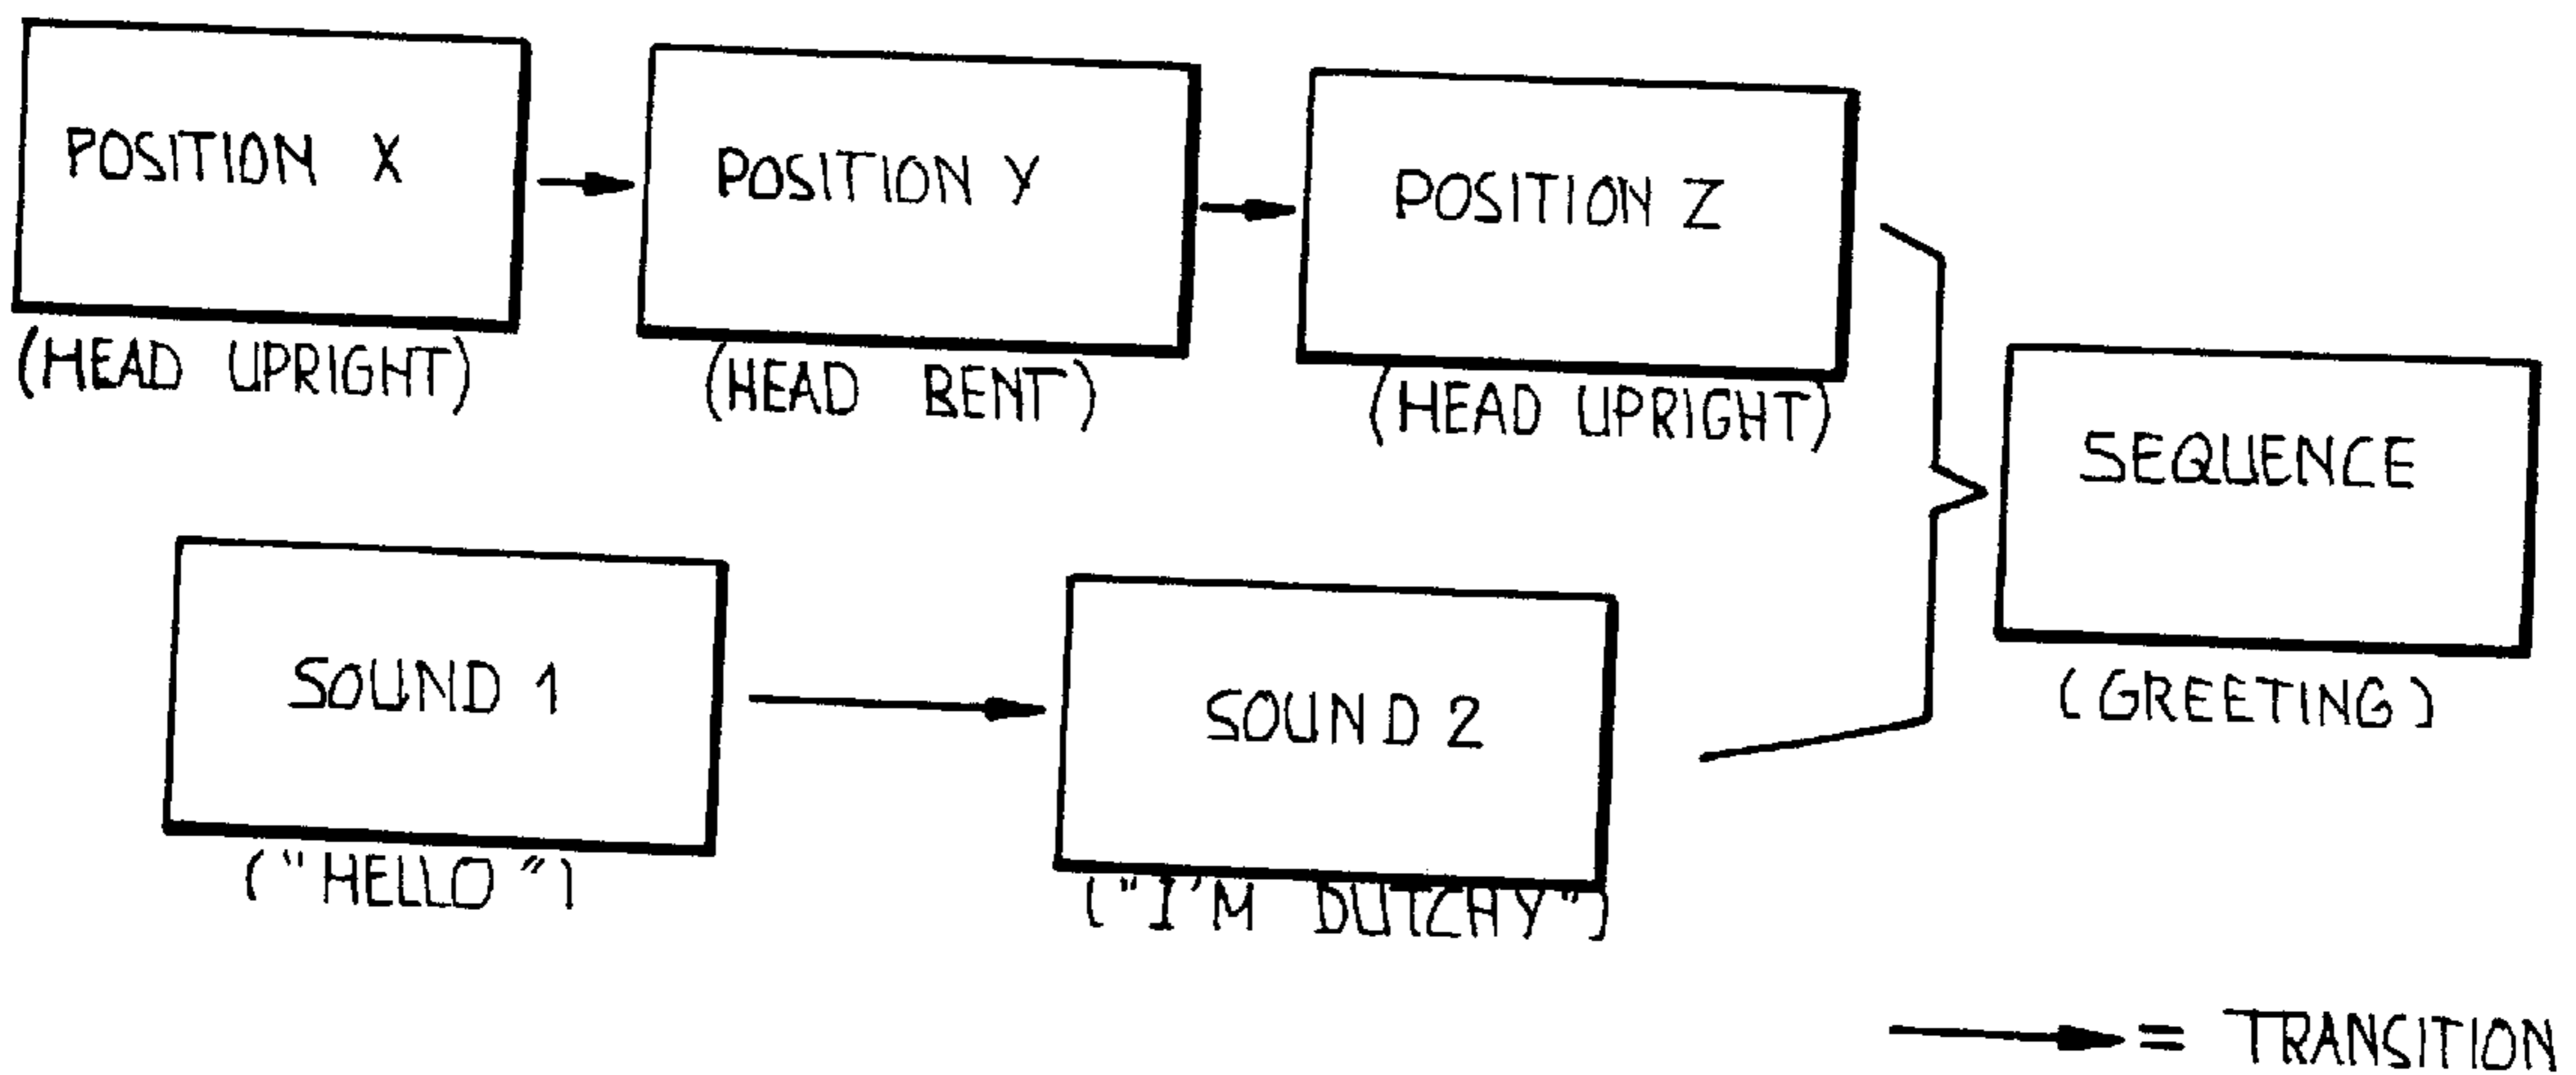 POSITION X
POSITION Y
POSITION Z
(HEAD UPRIGHT)
(HEAD BENT)
(HEAD UPRIGHT)
SEQUENCE
(GREETING)
SOUND 1
SOUND 2
("HELLO")
("I'M DUTCHY")
= TRANSITION